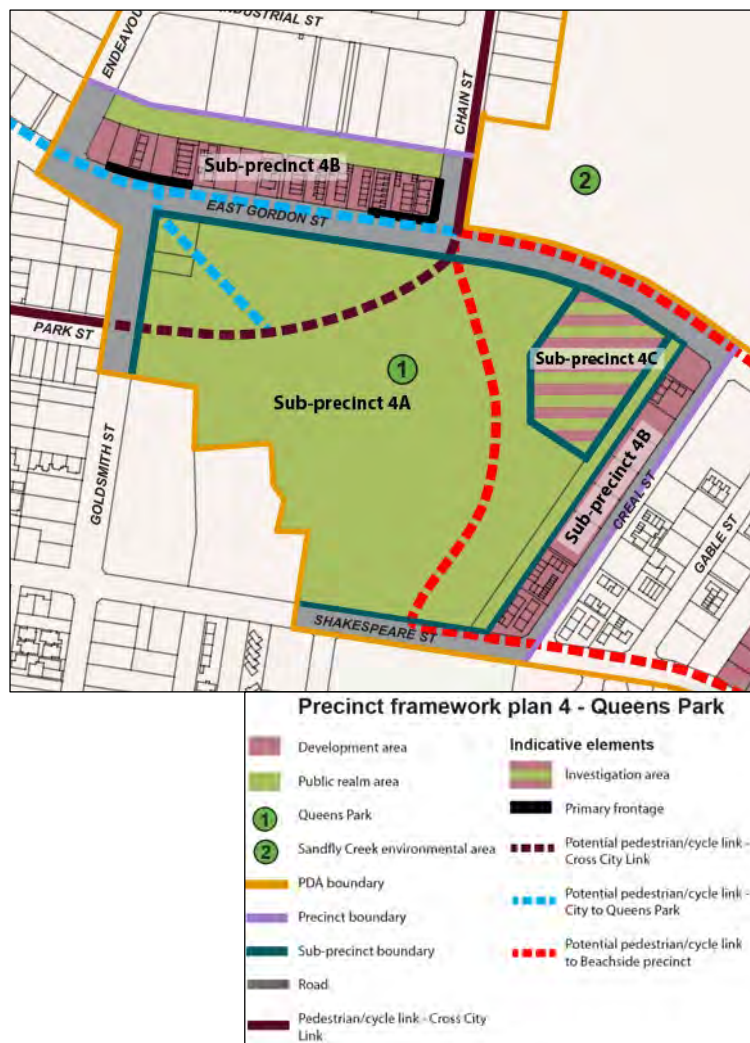 INDUSTRIAL ST
ENDEAVOU
CHAIN ST
Sub-precinct 4B
2
EAST GORDON ST
PARK ST
Sub-precinct 4C
1
Sub-precinct 4A
Sub-precinct 4B
CREAL ST
GABLE ST
GOLDSMITH ST
SHAKESPEARE ST
Precinct framework plan 4 - Queens Park
Development area
Public realm area
1 Queens Park
2 Sandfly Creek environmental area
PDA boundary
Precinct boundary
Sub-precinct boundary
Road
Pedestrian/cycle link - Cross City
Link
Indicative elements
Investigation area
Primary frontage
Potential pedestrian/cycle link -
Cross City Link
Potential pedestrian/cycle link -
City to Queens Park
Potential pedestrian/cycle link
to Beachside precinct